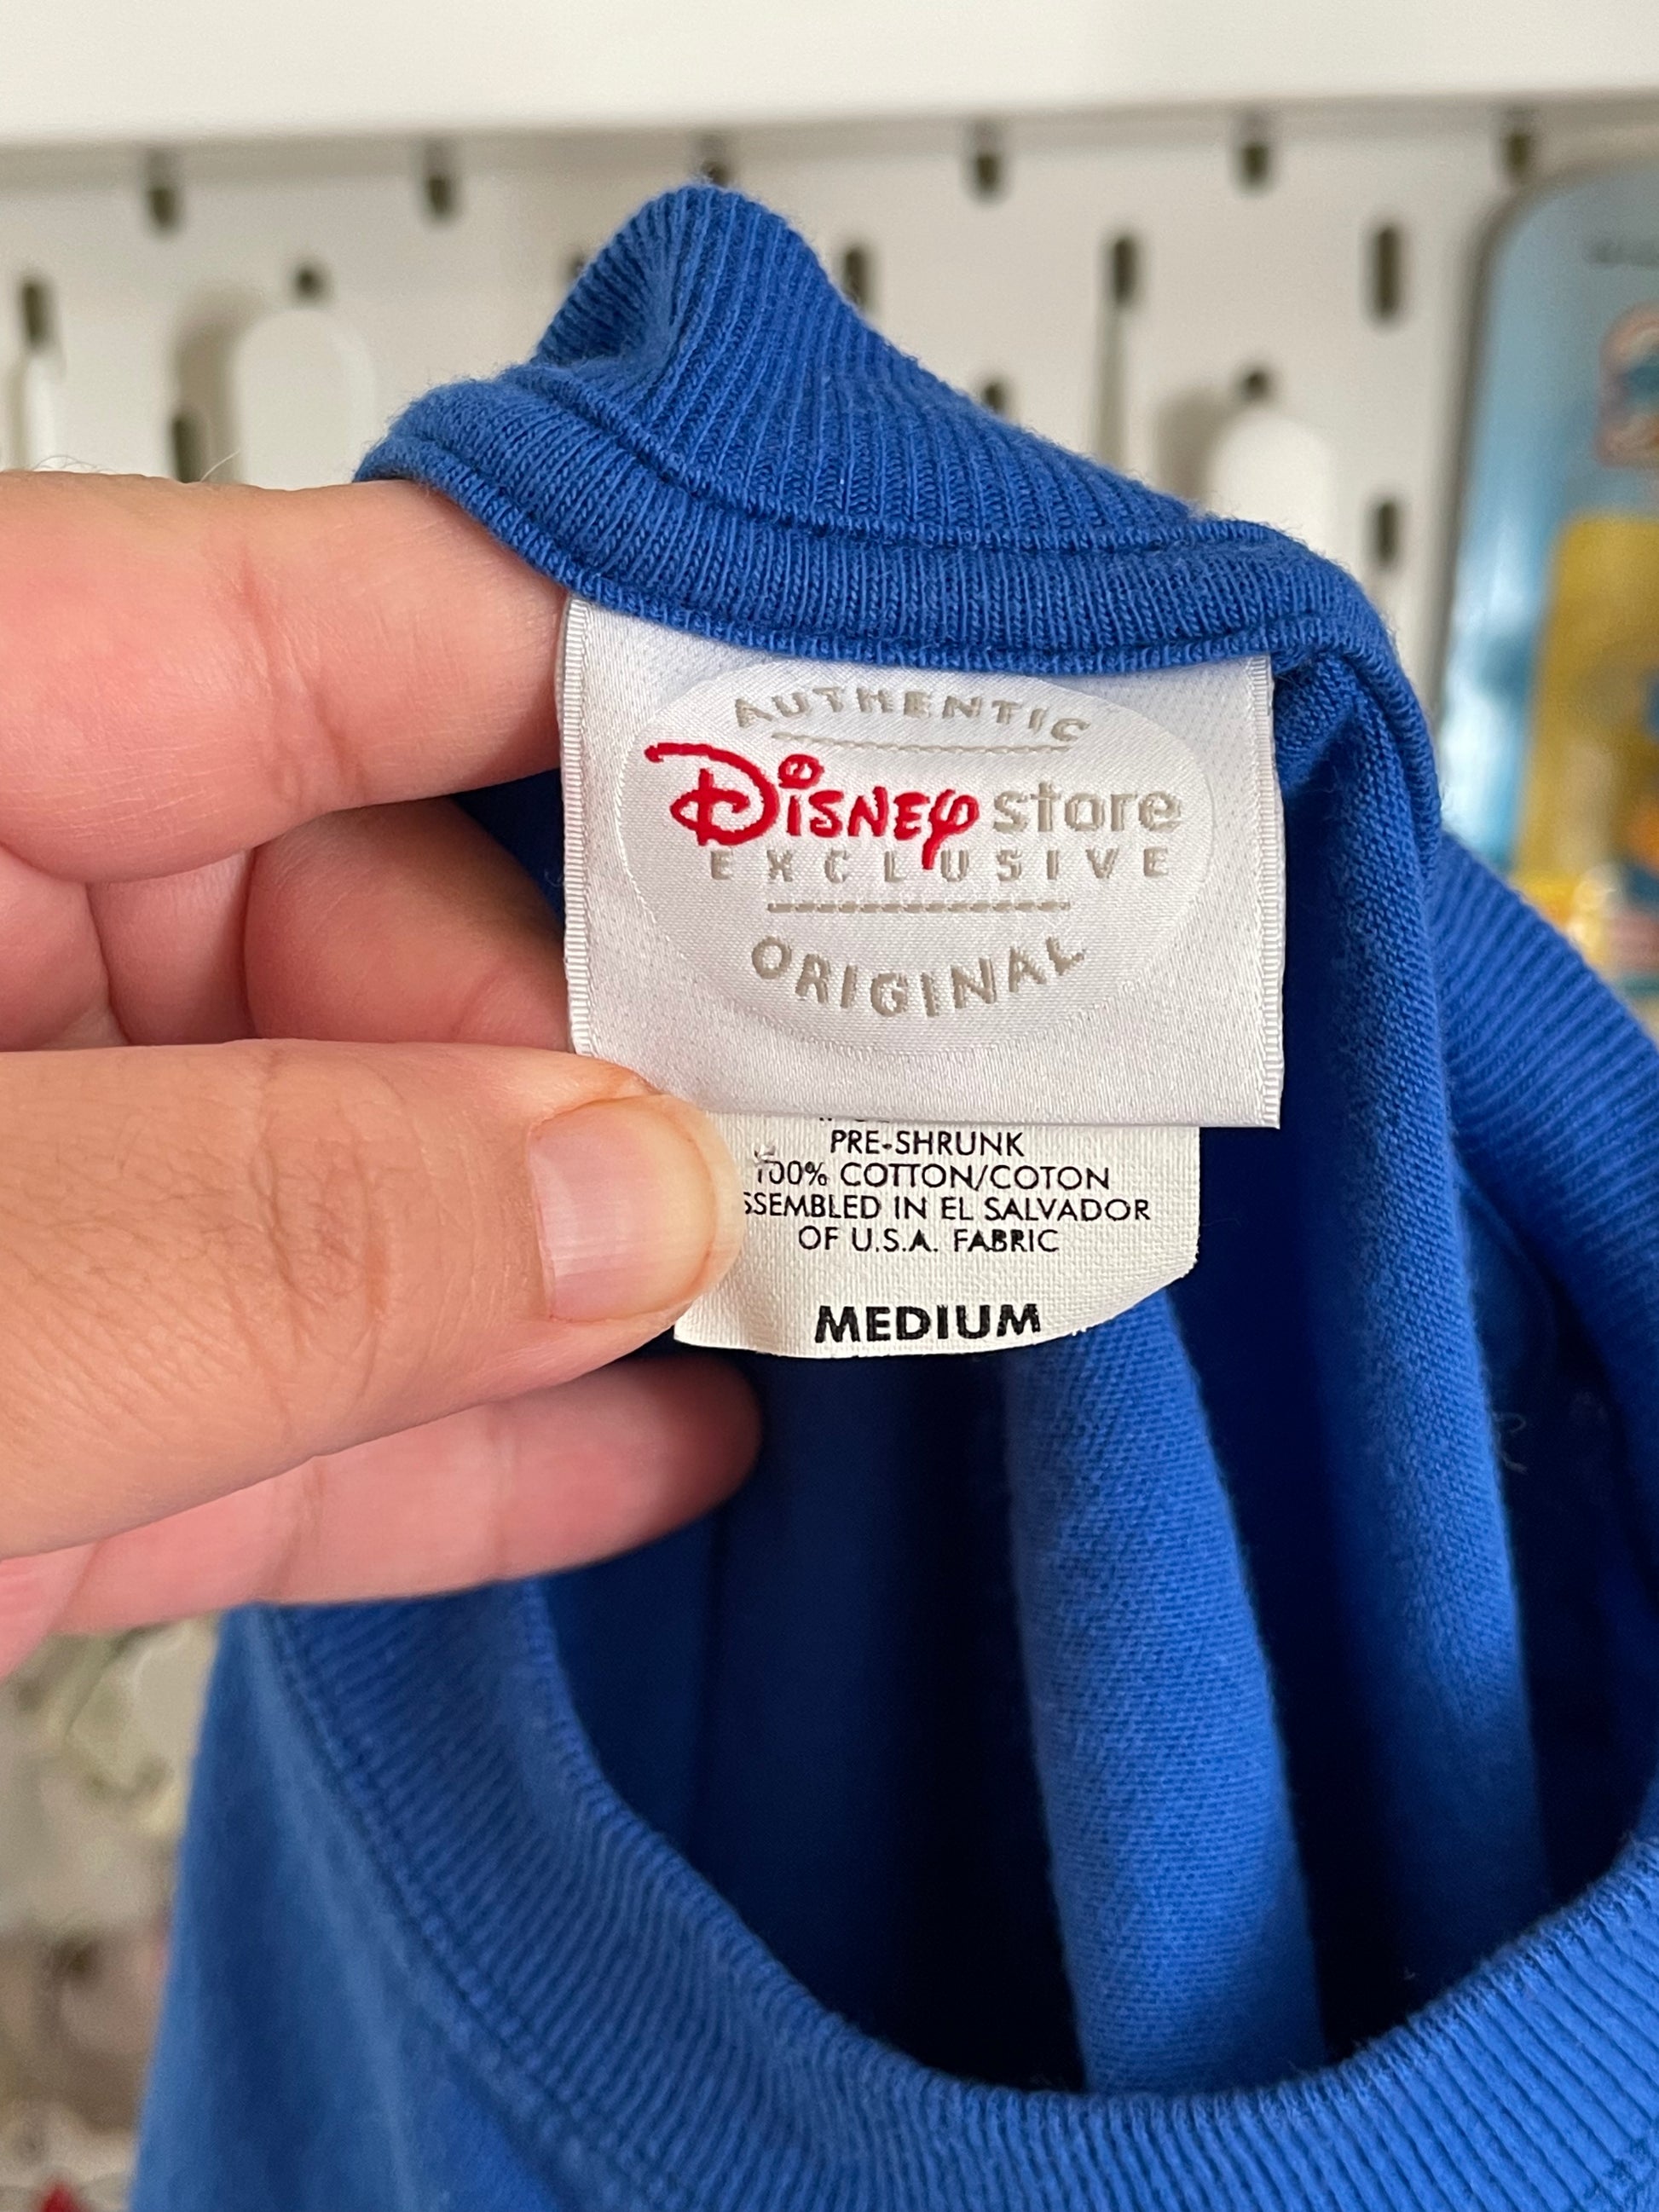 AUTHENTIC
Disney store
EXCLUSIVE
ORIGINAL
PRE-SHRUNK
100% COTTON/COTON
SSEMBLED IN EL SALVADOR
OF U.S.A. FABRIC
MEDIUM